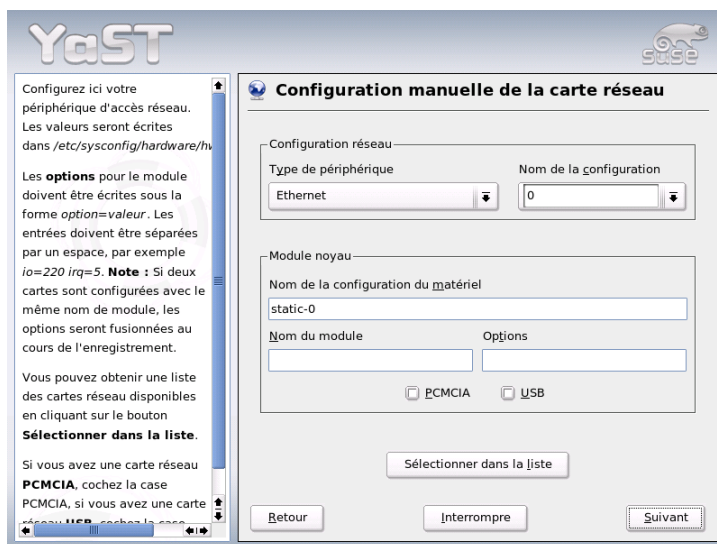 YaST
SUSE
Configurez ici votre
périphérique d'accès réseau.
Les valeurs seront écrites
dans /etc/sysconfig/hardware/hw
Les options pour le module
doivent être écrites sous la
forme option=valeur. Les
entrées doivent être séparées
par un espace, par exemple
io=220 irq=5. Note : Si deux
cartes sont configurées avec le
même nom de module, les
options seront fusionnées au
cours de l'enregistrement.
Vous pouvez obtenir une liste
des cartes réseau disponibles
en cliquant sur le bouton
Sélectionner dans la liste.
Si vous avez une carte réseau
PCMCIA, cochez la case
PCMCIA, si vous avez une carte
réseau USB, cochez la case
Configuration manuelle de la carte réseau
Configuration réseau
Type de périphérique
Nom de la configuration
Ethernet
0
Module noyau
Nom de la configuration du matériel
static-0
Nom du module
Options
PCMCIA
USB
Sélectionner dans la liste
Retour
Interrompre
Suivant